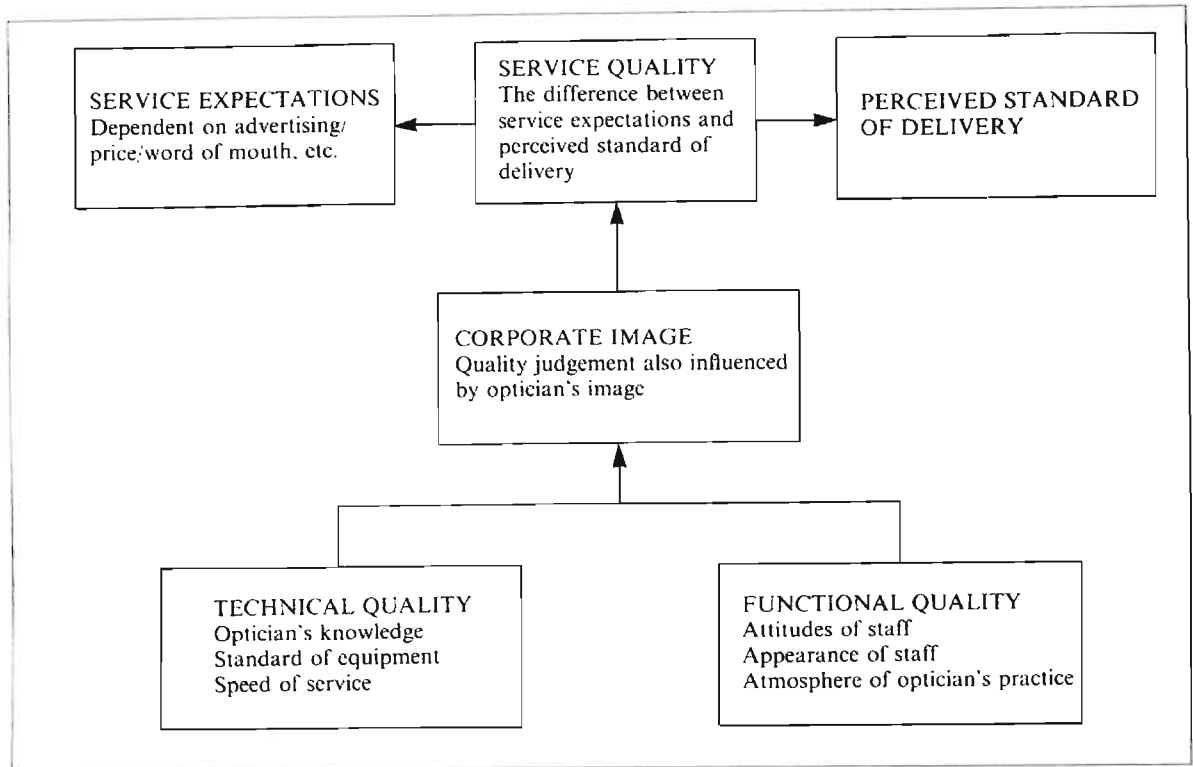 SERVICE EXPECTATIONS
Dependent on advertising/
price/word of mouth, etc.
SERVICE QUALITY
The difference between
service expectations and
perceived standard of
delivery
PERCEIVED STANDARD
OF DELIVERY
CORPORATE IMAGE
Quality judgement also influenced
by optician's image
TECHNICAL QUALITY
Optician's knowledge
Standard of equipment
Speed of service
FUNCTIONAL QUALITY
Attitudes of staff
Appearance of staff
Atmosphere of optician's practice